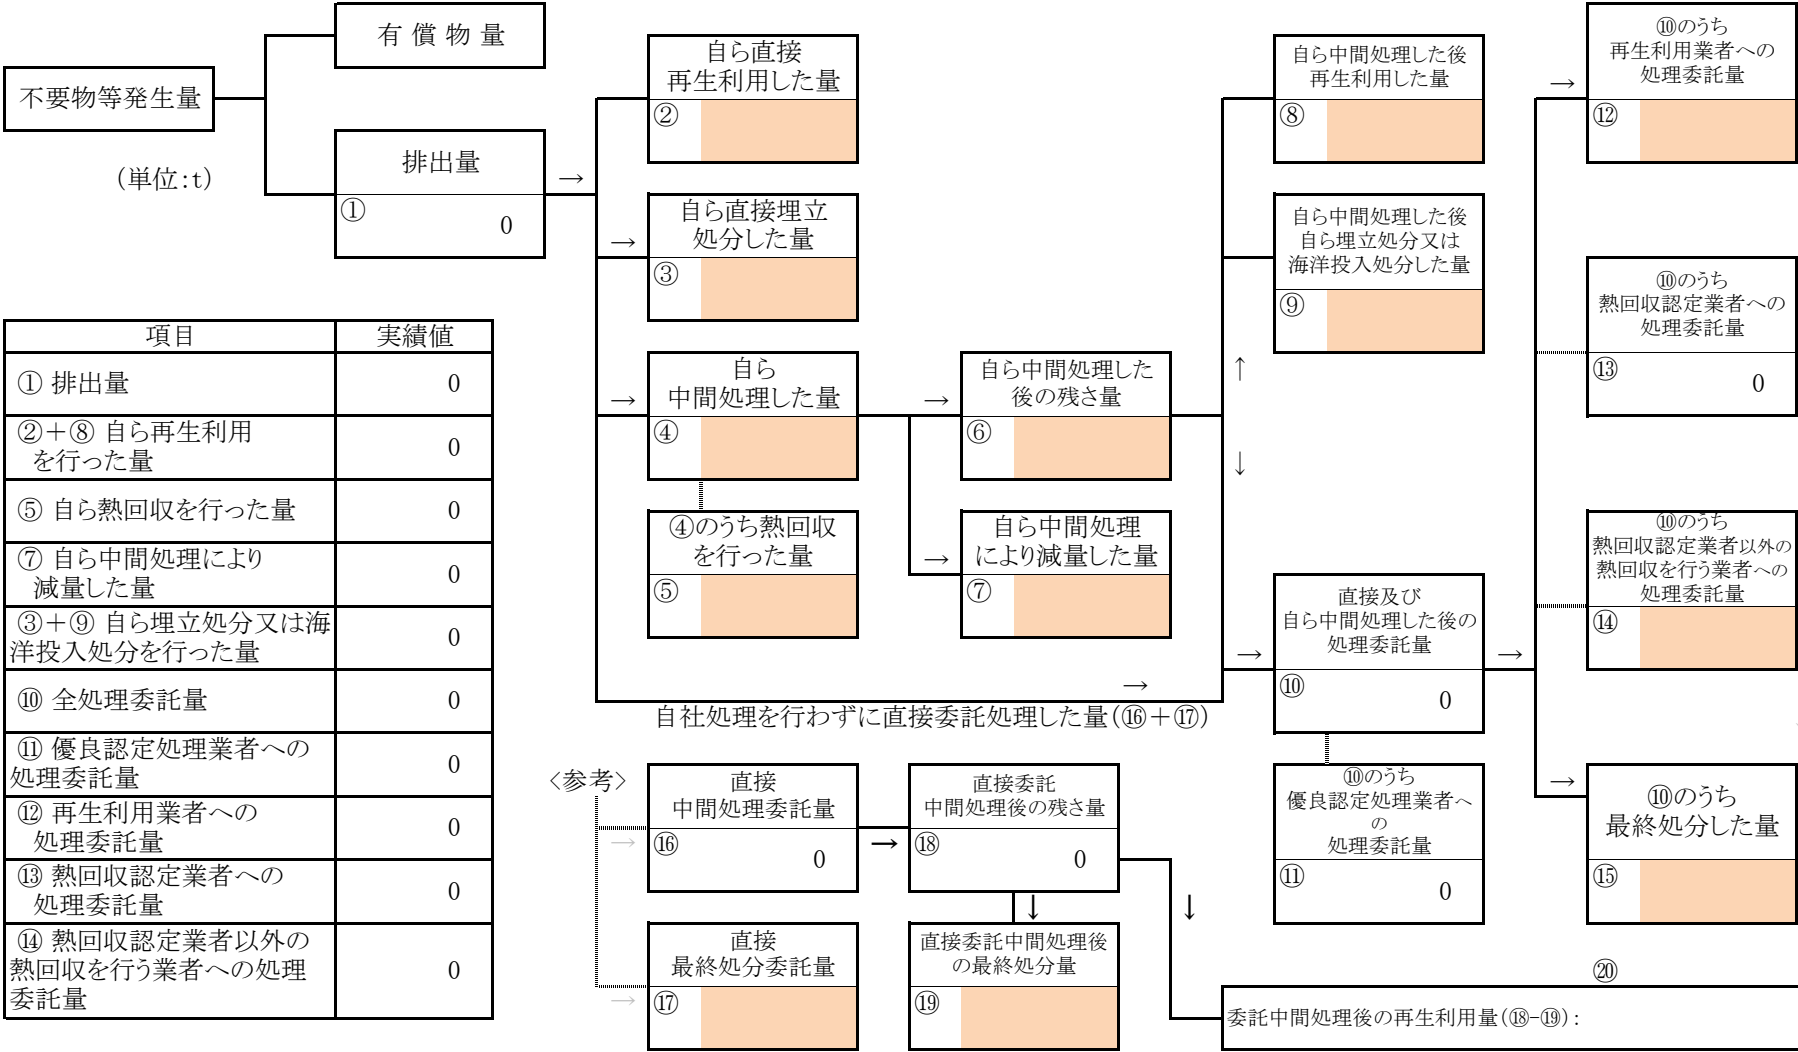 不要物等発生量
(単位:t)
有 償 物 量
排出量
①
0
→
自ら直接
再生利用した量
②
→
自ら直接埋立
処分した量
③
→
自ら
中間処理した量
④
④のうち熱回収
を行った量
⑤
→
自ら中間処理した
後の残さ量
⑥
→
自ら中間処理
により減量した量
⑦
自ら中間処理した後
再生利用した量
⑧
自ら中間処理した後
自ら埋立処分又は
海洋投入処分した量
⑨
↑
↓
→
直接及び
自ら中間処理した後の
処理委託量
⑩
0
⑩のうち
優良認定処理業者へ
の
処理委託量
⑪
0
→
→
⑩のうち
再生利用業者への
処理委託量
⑫
⑩のうち
熱回収認定業者への
処理委託量
⑬
0
⑩のうち
熱回収認定業者以外の
熱回収を行う業者への
処理委託量
⑭
→
⑩のうち
最終処分した量
⑮
→
自社処理を行わずに直接委託処理した量(⑯+⑰)
<参考>
→
直接
中間処理委託量
⑯
0
→
直接委託
中間処理後の残さ量
⑱
0
→
直接
最終処分委託量
⑰
↓
直接委託中間処理後
の最終処分量
⑲
↓
⑳
委託中間処理後の再生利用量(⑱-⑲):
項目 実績値
① 排出量 0
②+⑧ 自ら再生利用
を行った量 0
⑤ 自ら熱回収を行った量 0
⑦ 自ら中間処理により
減量した量 0
③+⑨ 自ら埋立処分又は海
洋投入処分を行った量 0
⑩ 全処理委託量 0
⑪ 優良認定処理業者への
処理委託量 0
⑫ 再生利用業者への
処理委託量 0
⑬ 熱回収認定業者への
処理委託量 0
⑭ 熱回収認定業者以外の
熱回収を行う業者への処理
委託量 0